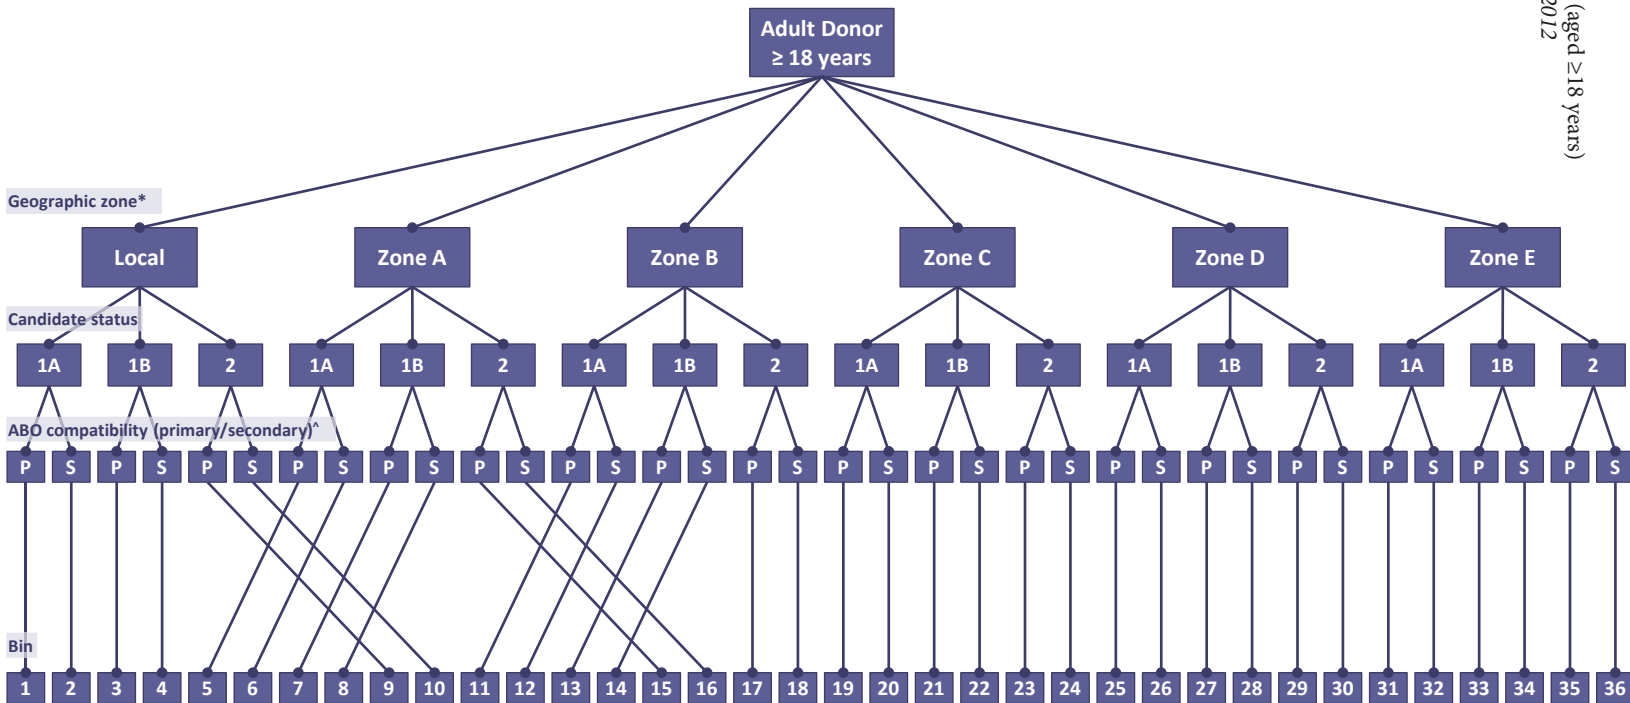 (aged ≥18 years)
2012
Adult Donor
≥ 18 years
Geographic zone*
Local Zone A Zone B Zone C Zone D Zone E
Candidate status
1A 1B 2 1A 1B 2 1A 1B 2 1A 1B 2 1A 1B 2 1A 1B 2
ABO compatibility (primary/secondary)^
P S P S P S P S P S P S P S P S P S P S P S P S P S P S P S P S P S P S
Bin
1 2 3 4 5 6 7 8 9 10 11 12 13 14 15 16 17 18 19 20 21 22 23 24 25 26 27 28 29 30 31 32 33 34 35 36